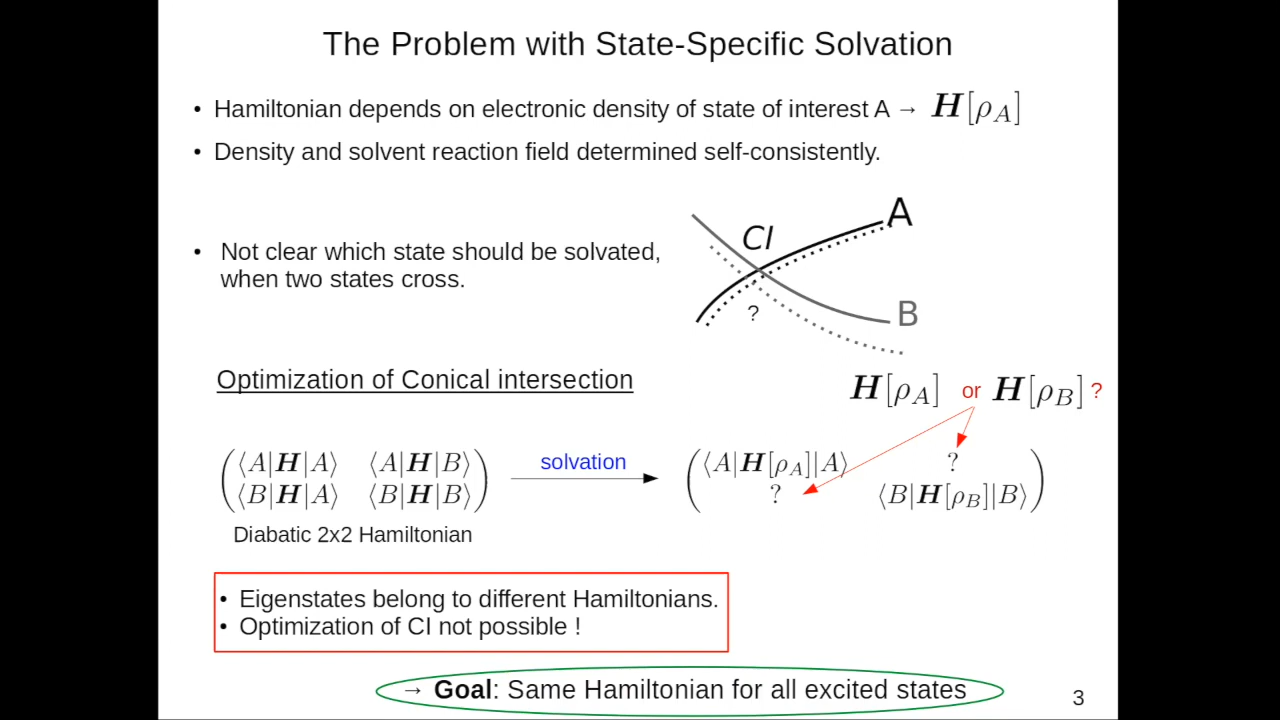 The Problem with State-Specific Solvation
• Hamiltonian depends on electronic density of state of interest A → H[ρ_A]
• Density and solvent reaction field determined self-consistently.
A
CI
• Not clear which state should be solvated,
when two states cross.
?
B
Optimization of Conical intersection
H[ρ_A] or H[ρ_B] ?
⟨A|H|A⟩ ⟨A|H|B⟩
⟨B|H|A⟩ ⟨B|H|B⟩
solvation
⟨A|H[ρ_A]|A⟩ ?
? ⟨B|H[ρ_B]|B⟩
Diabatic 2x2 Hamiltonian
• Eigenstates belong to different Hamiltonians.
• Optimization of CI not possible !
→ Goal: Same Hamiltonian for all excited states
3